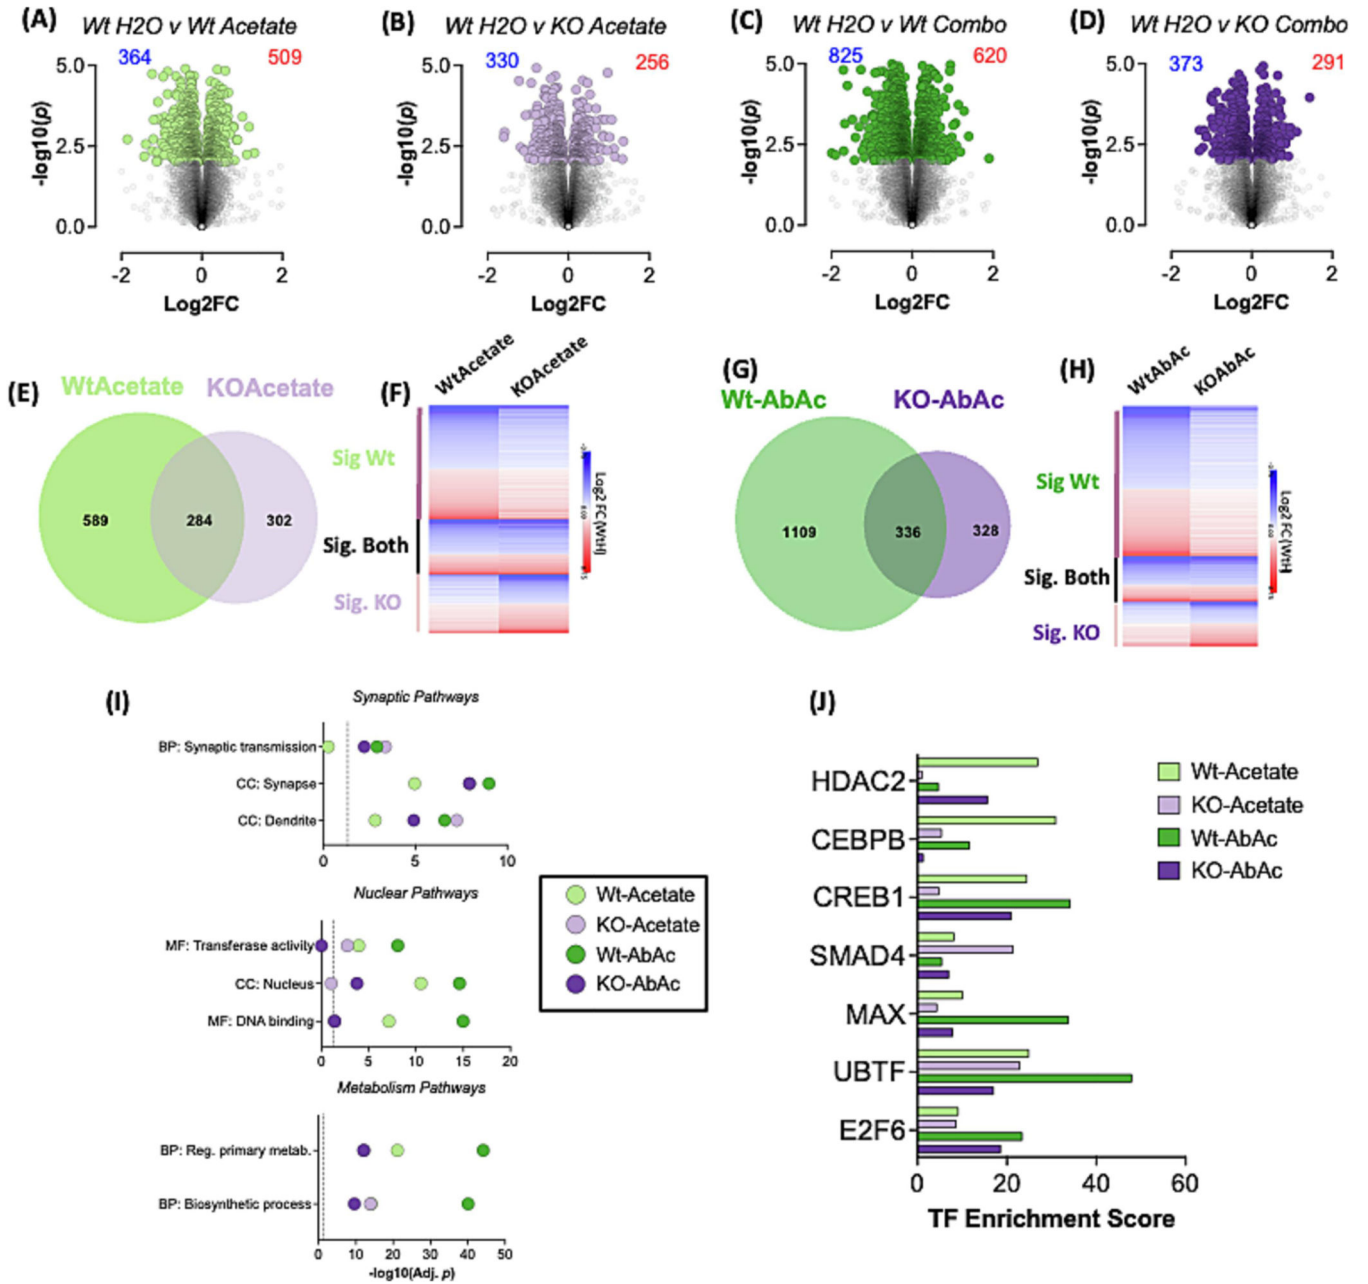 (A)
Wt H2O v Wt Acetate
364
509
5.0
2.5
0.0
-log10(p)
-2
0
2
Log2FC
(B)
Wt H2O v KO Acetate
330
256
5.0
2.5
0.0
-log10(p)
-2
0
2
Log2FC
(C)
Wt H2O v Wt Combo
825
620
5.0
2.5
0.0
-log10(p)
-2
0
2
Log2FC
(D)
Wt H2O v KO Combo
373
291
5.0
2.5
0.0
-log10(p)
-2
0
2
Log2FC
(E)
WtAcetate
KOAcetate
589
284
302
(F)
WtAcetate
KOAcetate
Sig Wt
Sig. Both
Sig. KO
Log2 FC (WtH)
(G)
Wt-AbAc
KO-AbAc
1109
336
328
(H)
WtAbAc
KOAbAc
Sig Wt
Sig. Both
Sig. KO
Log2 FC (WtH
(I)
Synaptic Pathways
BP: Synaptic transmission
CC: Synapse
CC: Dendrite
0
5
10
Nuclear Pathways
MF: Transferase activity
CC: Nucleus
MF: DNA binding
0
5
10
15
20
Metabolism Pathways
BP: Reg. primary metab.
BP: Biosynthetic process
0
10
20
30
40
50
-log10(Adj. p)
Wt-Acetate
KO-Acetate
Wt-AbAc
KO-AbAc
(J)
HDAC2
CEBPB
CREB1
SMAD4
MAX
UBTF
E2F6
0
20
40
60
TF Enrichment Score
Wt-Acetate
KO-Acetate
Wt-AbAc
KO-AbAc